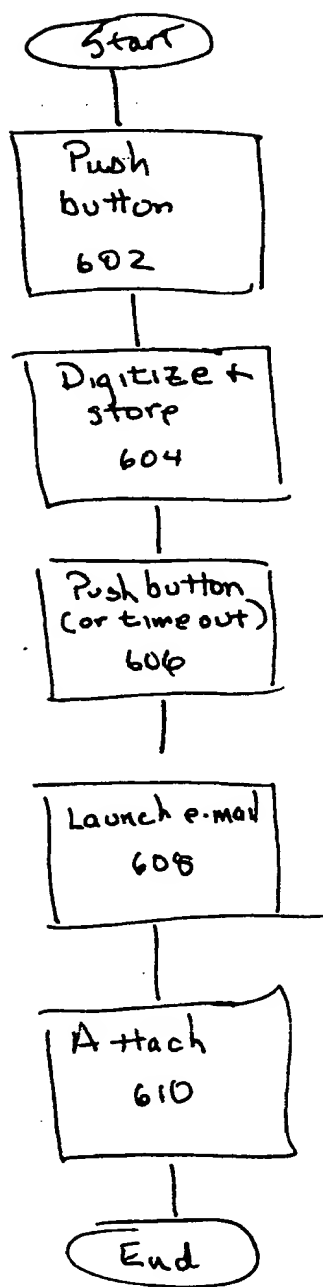 Start
Push
button
602
Digitize +
store
604
Push button
(or time out)
606
Launch e-mail
608
Attach
610
End